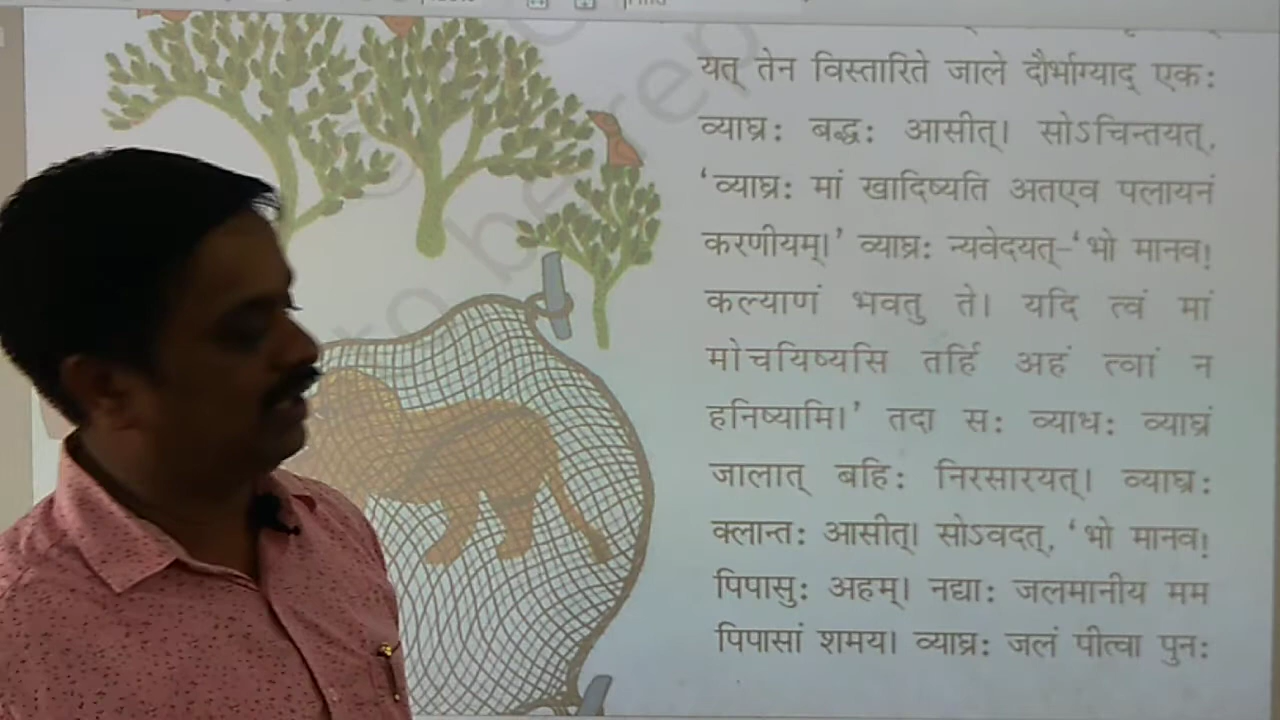 यत् तेन विस्तारिते जाले दौर्भाग्याद् एकः
व्याघ्रः बद्धः आसीत्। सोऽचिन्तयत्,
‘व्याघ्रः मां खादिष्यति अतएव पलायनं
करणीयम्।’ व्याघ्रः न्यवेदयत्-‘भो मानव!
कल्याणं भवतु ते। यदि त्वं मां
मोचयिष्यसि तर्हि अहं त्वां न
हनिष्यामि।’ तदा सः व्याधः व्याघ्रं
जालात् बहिः निरसारयत्। व्याघ्रः
क्लान्तः आसीत्। सोऽवदत्, ‘भो मानव!
पिपासुः अहम्। नद्याः जलमानीय मम
पिपासां शमय। व्याघ्रः जलं पीत्वा पुनः